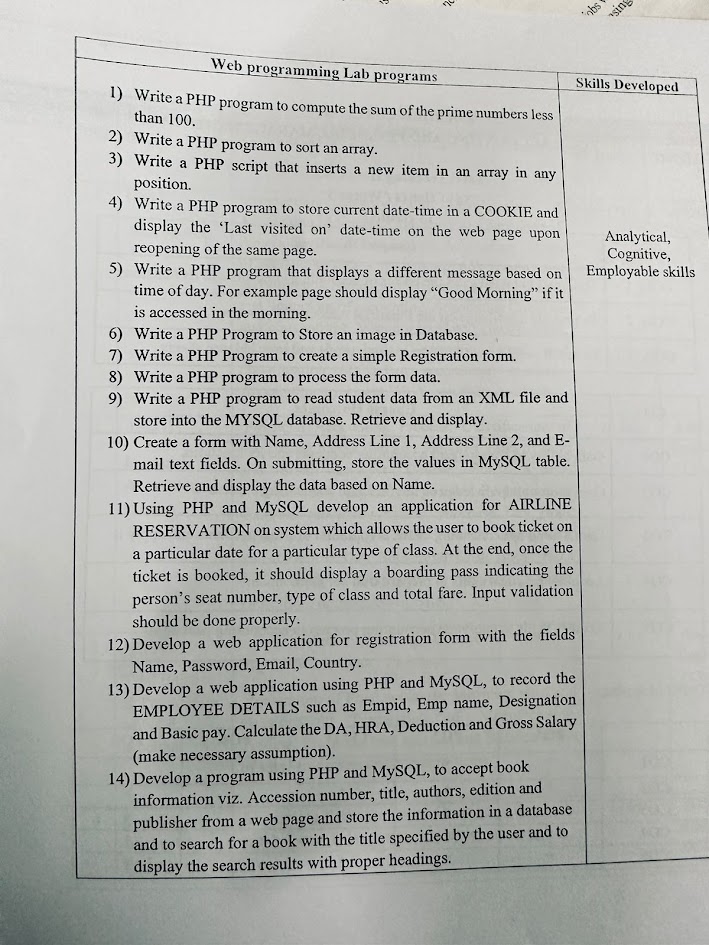 Web programming Lab programs
Skills Developed
1) Write a PHP program to compute the sum of the prime numbers less
than 100.
2) Write a PHP program to sort an array.
3) Write a PHP script that inserts a new item in an array in any
position.
4) Write a PHP program to store current date-time in a COOKIE and
display the ‘Last visited on’ date-time on the web page upon
reopening of the same page.
5) Write a PHP program that displays a different message based on
time of day. For example page should display “Good Morning” if it
is accessed in the morning.
6) Write a PHP Program to Store an image in Database.
7) Write a PHP Program to create a simple Registration form.
8) Write a PHP program to process the form data.
9) Write a PHP program to read student data from an XML file and
store into the MYSQL database. Retrieve and display.
10) Create a form with Name, Address Line 1, Address Line 2, and E-
mail text fields. On submitting, store the values in MySQL table.
Retrieve and display the data based on Name.
11) Using PHP and MySQL develop an application for AIRLINE
RESERVATION on system which allows the user to book ticket on
a particular date for a particular type of class. At the end, once the
ticket is booked, it should display a boarding pass indicating the
person’s seat number, type of class and total fare. Input validation
should be done properly.
12) Develop a web application for registration form with the fields
Name, Password, Email, Country.
13) Develop a web application using PHP and MySQL, to record the
EMPLOYEE DETAILS such as Empid, Emp name, Designation
and Basic pay. Calculate the DA, HRA, Deduction and Gross Salary
(make necessary assumption).
14) Develop a program using PHP and MySQL, to accept book
information viz. Accession number, title, authors, edition and
publisher from a web page and store the information in a database
and to search for a book with the title specified by the user and to
display the search results with proper headings.
Analytical,
Cognitive,
Employable skills